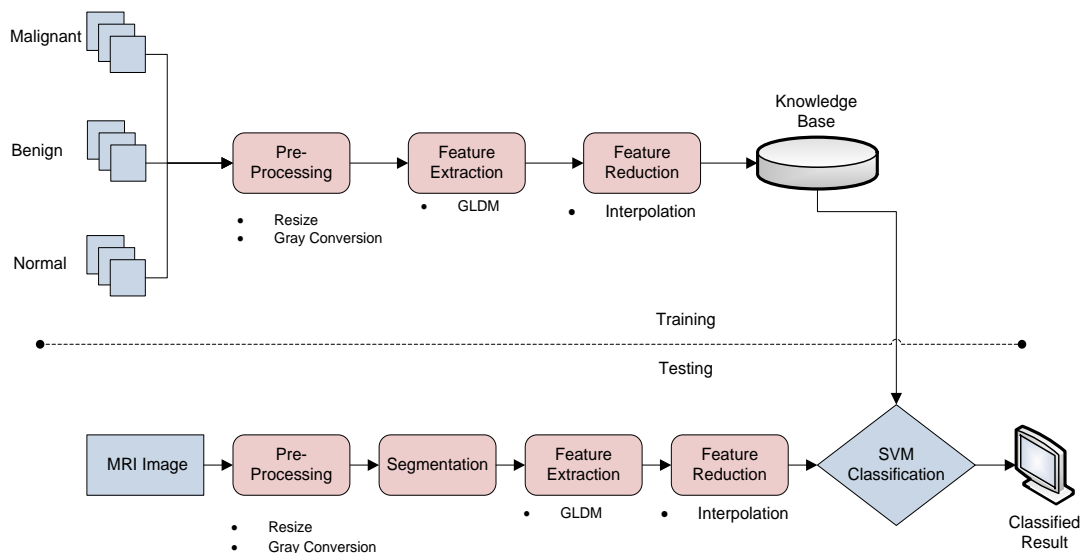 Malignant
Benign
Normal
Pre-
Processing
• Resize
• Gray Conversion
Feature
Extraction
• GLDM
Feature
Reduction
• Interpolation
Knowledge
Base
Training
Testing
MRI Image
Pre-
Processing
• Resize
• Gray Conversion
Segmentation
Feature
Extraction
• GLDM
Feature
Reduction
• Interpolation
SVM
Classification
Classified
Result